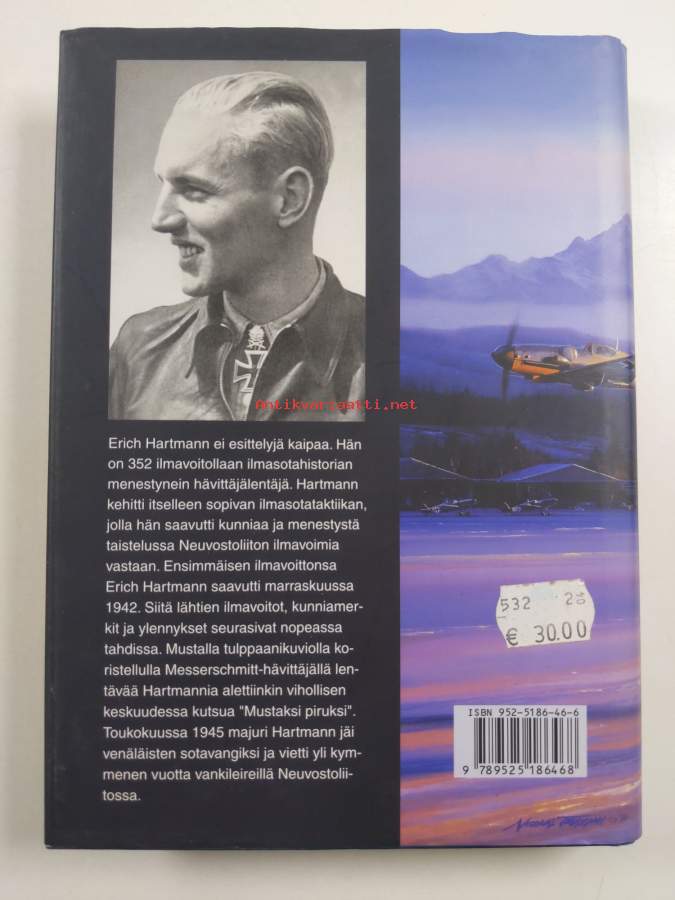 Antikvariaatti.net
Erich Hartmann ei esittelyjä kaipaa. Hän
on 352 ilmavoitollaan ilmasotahistorian
menestynein hävittäjälentäjä. Hartmann
kehitti itselleen sopivan ilmasotataktiikan,
jolla hän saavutti kunniaa ja menestystä
taistelussa Neuvostoliiton ilmavoimia
vastaan. Ensimmäisen ilmavoittonsa
Erich Hartmann saavutti marraskuussa
1942. Siitä lähtien ilmavoitot, kunniamer-
kit ja ylennykset seurasivat nopeassa
tahdissa. Mustalla tulppaanikuviolla ko-
ristellulla Messerschmitt-hävittäjällä len-
tävää Hartmannia alettiinkin vihollisen
keskuudessa kutsua "Mustaksi piruksi".
Toukokuussa 1945 majuri Hartmann jäi
venäläisten sotavangiksi ja vietti yli kym-
menen vuotta vankileireillä Neuvostolii-
tossa.
532 2
€ 30.00
ISBN 952-5186-46-6
9 789525 186468